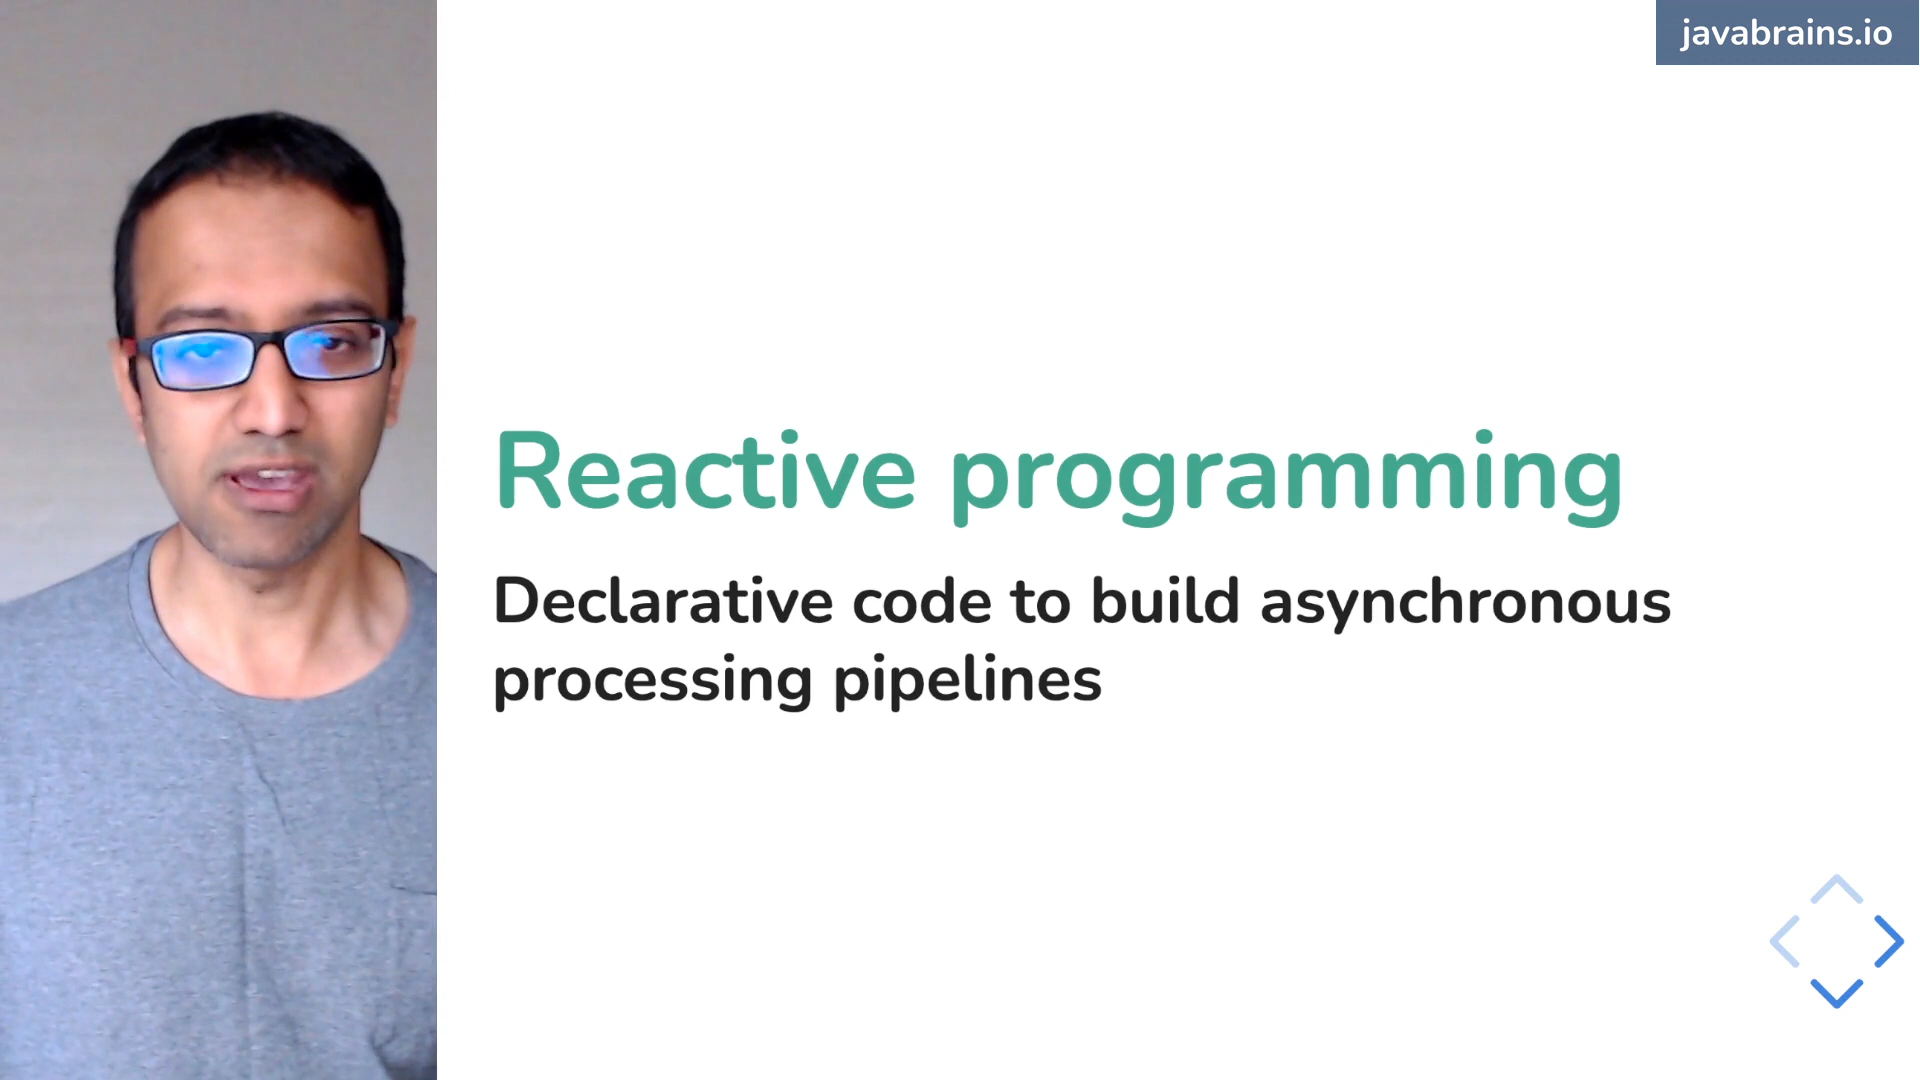 javabrains.io
Reactive programming
Declarative code to build asynchronous
processing pipelines